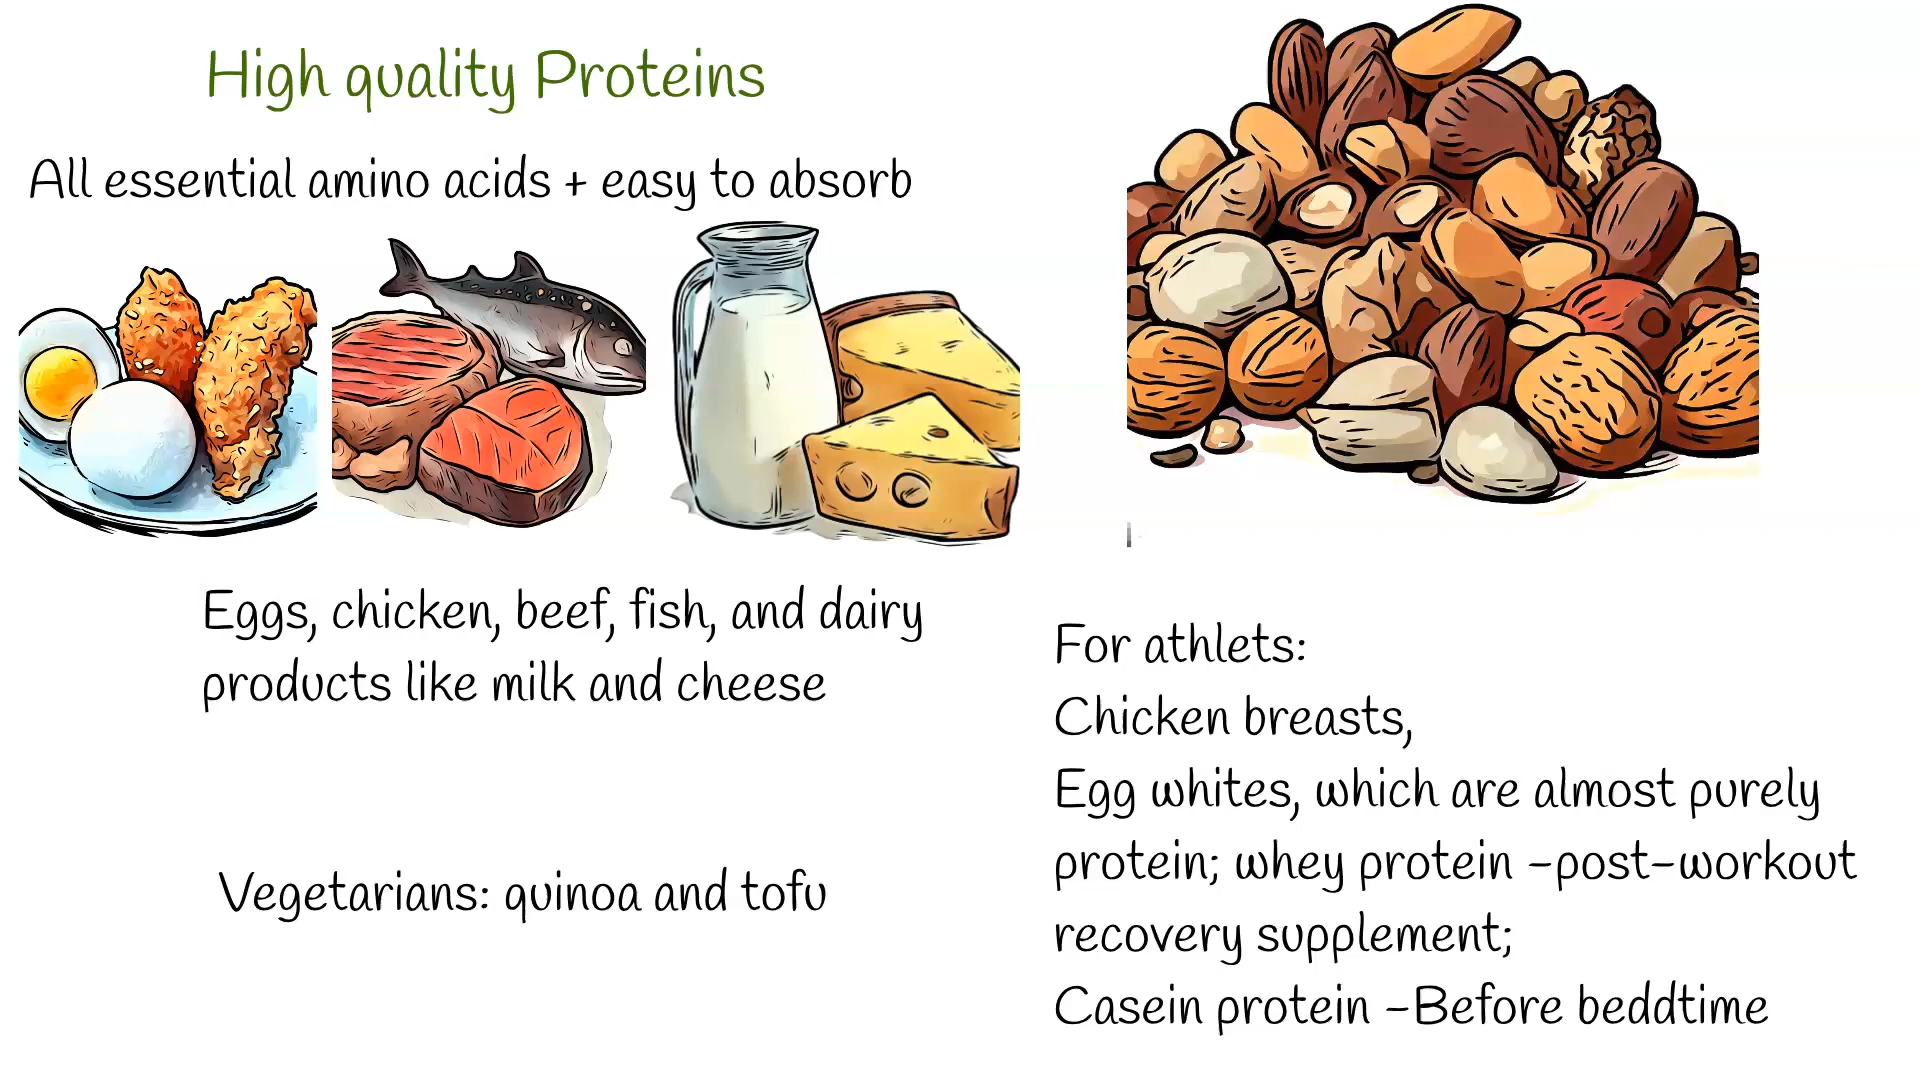 High quality Proteins
All essential amino acids + easy to absorb
Eggs, chicken, beef, fish, and dairy
products like milk and cheese
Vegetarians: quinoa and tofu
For athlets:
Chicken breasts,
Egg whites, which are almost purely
protein; whey protein -post-workout
recovery supplement;
Casein protein -Before beddtime